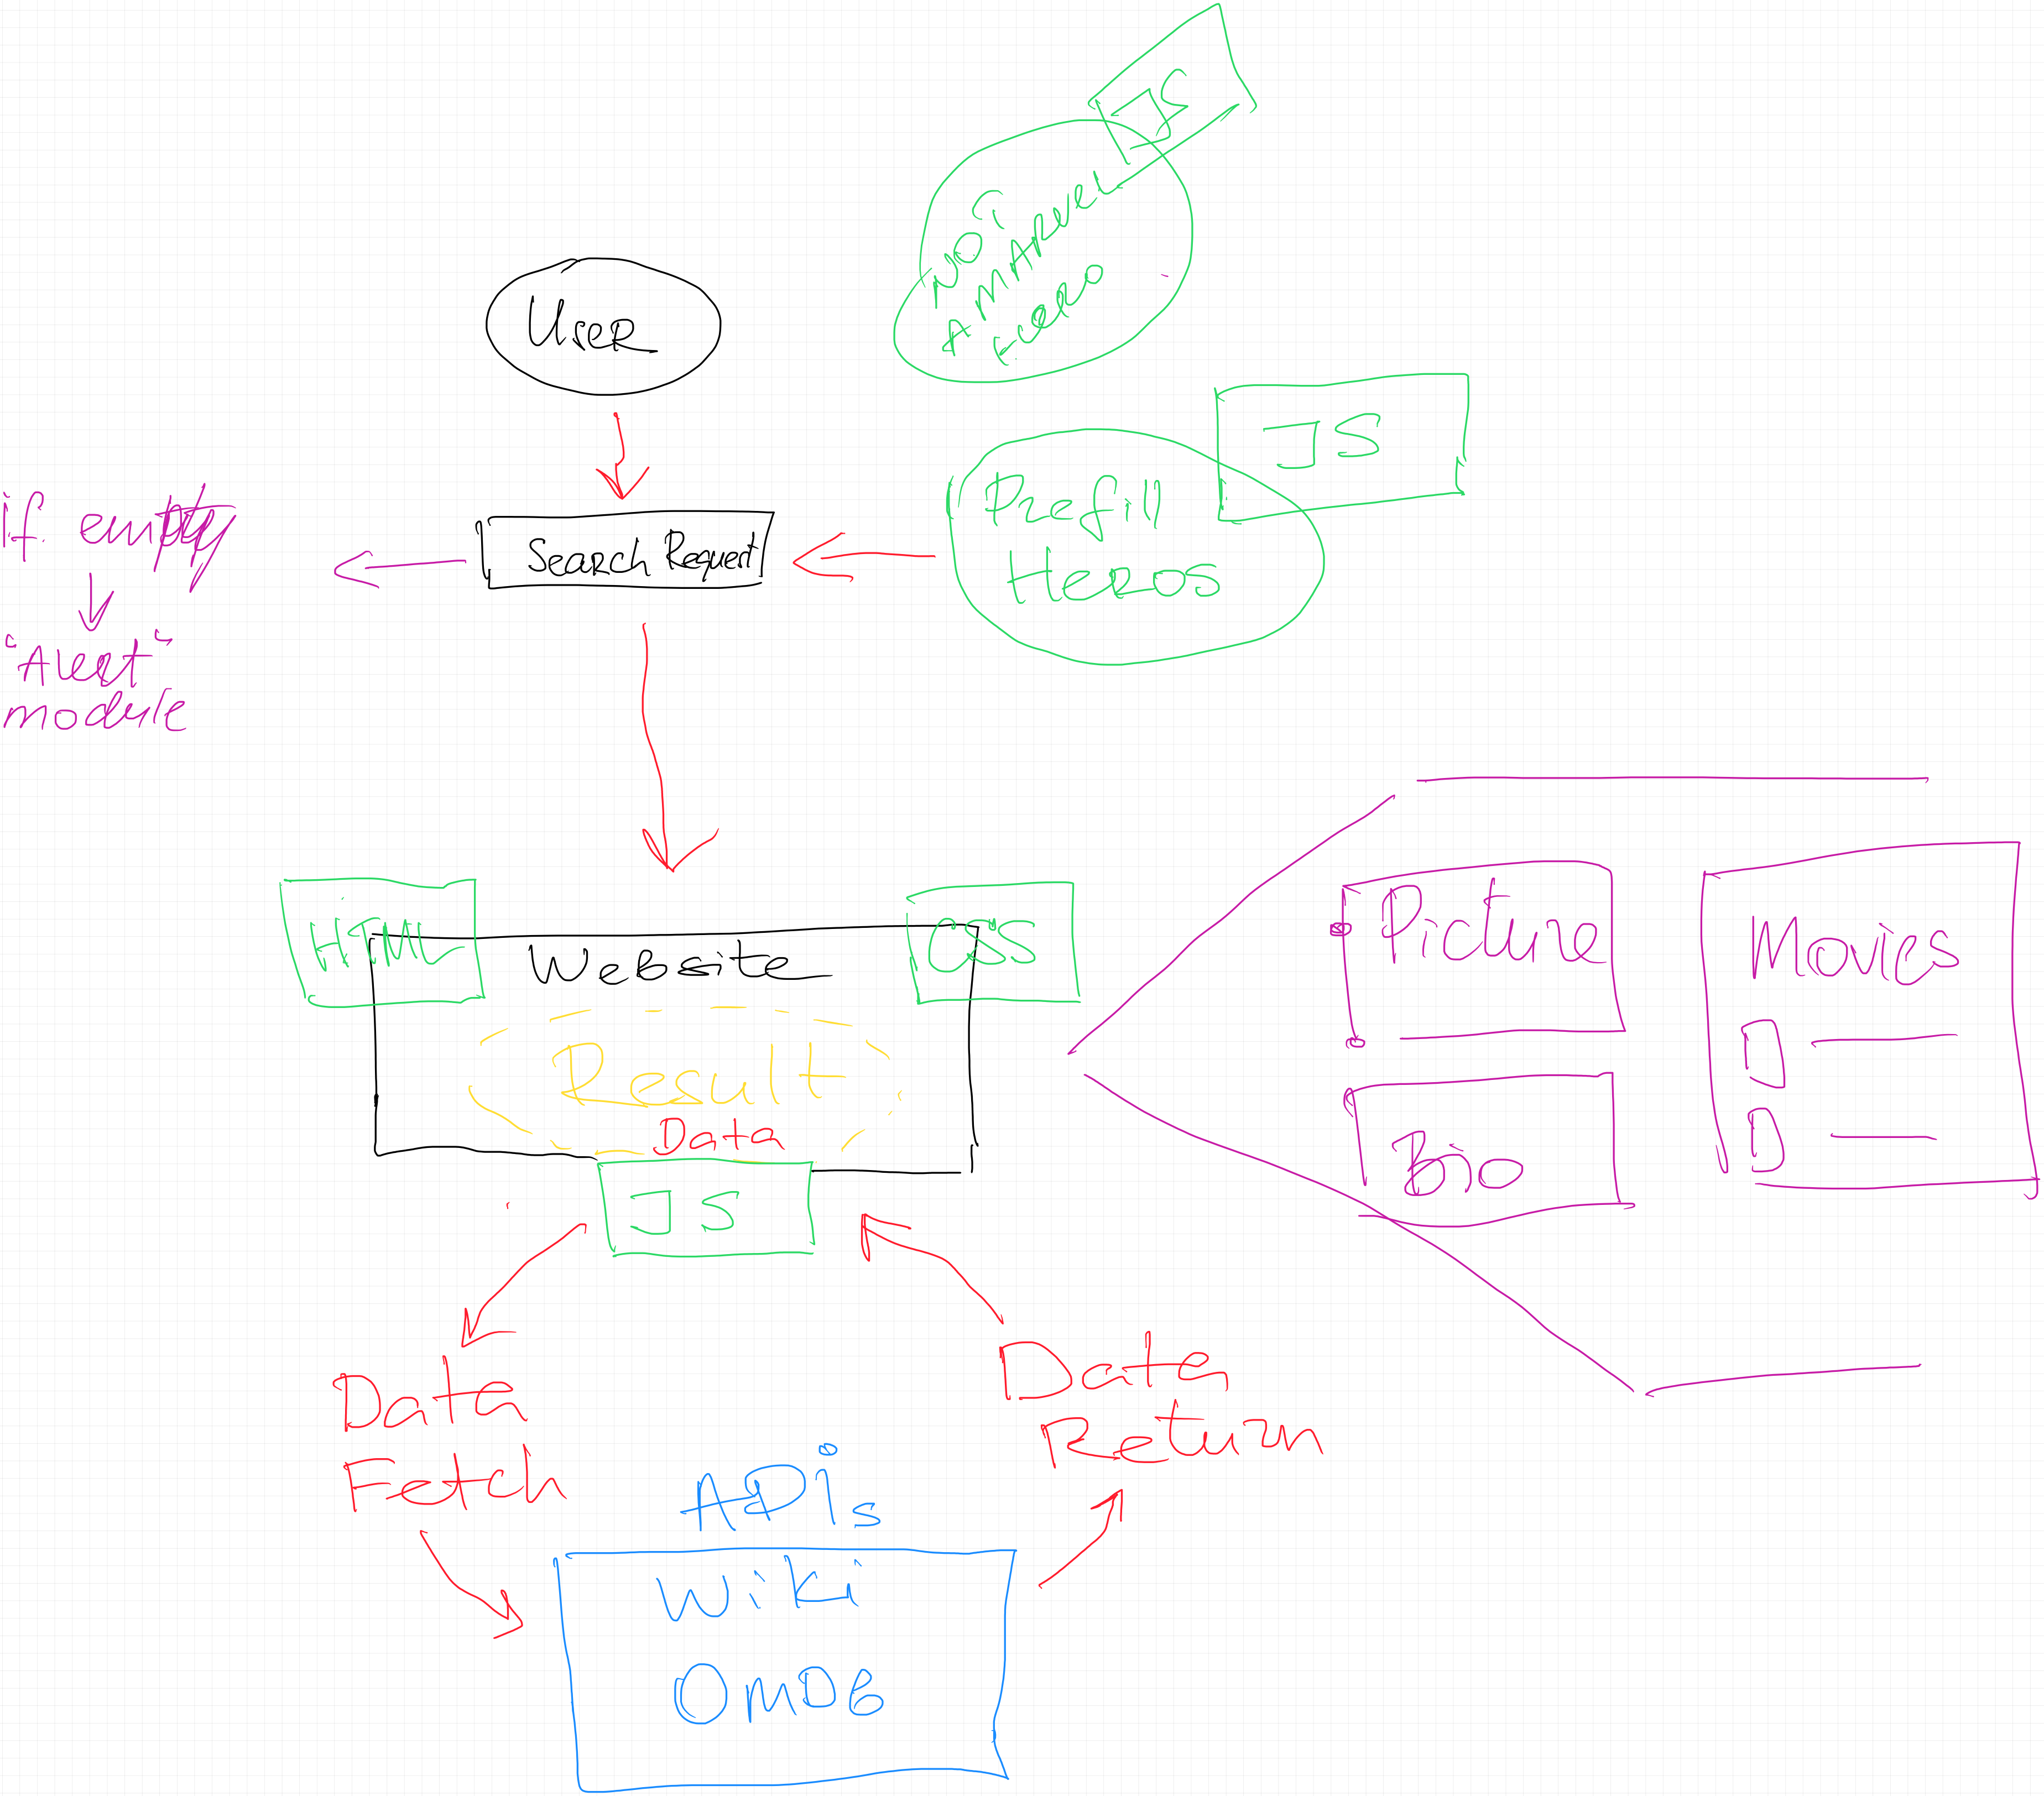 JS
NOT
A MARVEL
HERO
User
JS
Prefill
Heros
Search Request
if empty
"Alert"
module
HTML
CSS
Website
Result
Data
JS
Picture
Movies
Bio
Data
Fetch
Data
Return
APIs
Wiki
OMDB